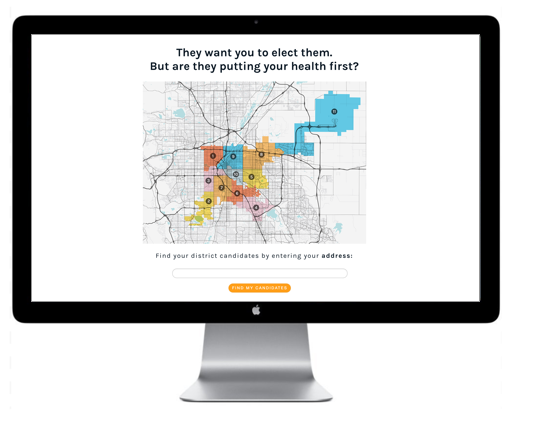 They want you to elect them.
But are they putting your health first?
11
Find your district candidates by entering your address:
FIND MY CANDIDATES